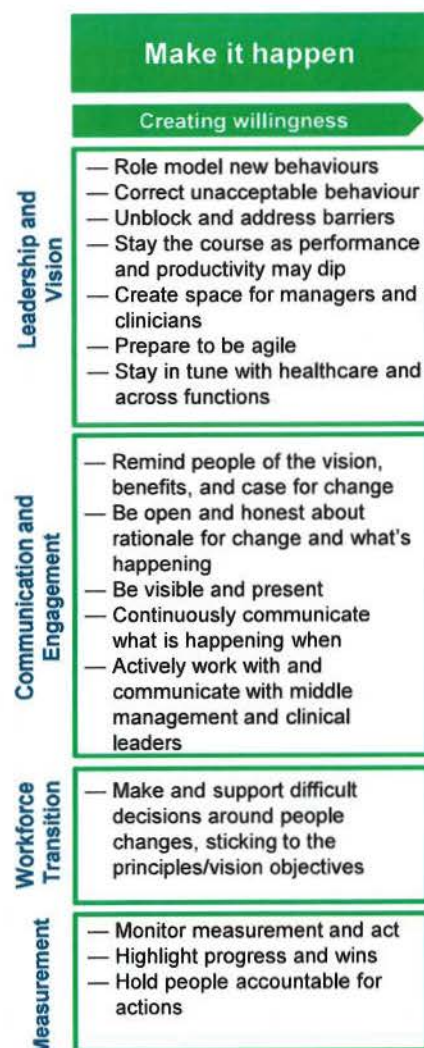 Make it happen
Creating willingness
Leadership and
Vision
— Role model new behaviours
— Correct unacceptable behaviour
— Unblock and address barriers
— Stay the course as performance
and productivity may dip
— Create space for managers and
clinicians
— Prepare to be agile
— Stay in tune with healthcare and
across functions
Communication and
Engagement
— Remind people of the vision,
benefits, and case for change
— Be open and honest about
rationale for change and what's
happening
— Be visible and present
— Continuously communicate
what is happening when
— Actively work with and
communicate with middle
management and clinical
leaders
Workforce
Transition
— Make and support difficult
decisions around people
changes, sticking to the
principles/vision objectives
Measurement
— Monitor measurement and act
— Highlight progress and wins
— Hold people accountable for
actions